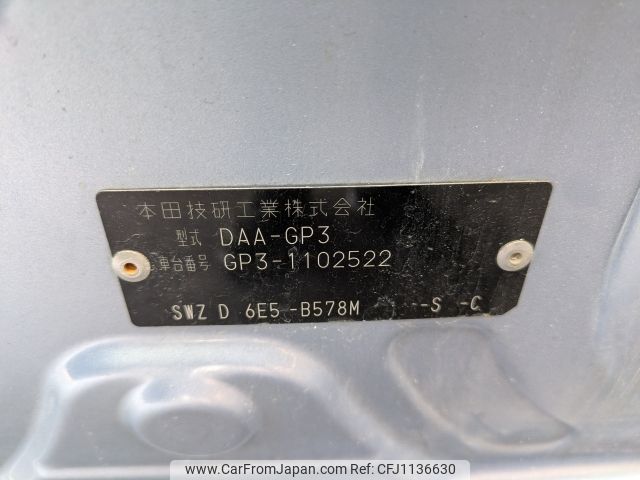 本田技研工業株式会社
型式 DAA-GP3
車台番号 GP3-1102522
SWZ D 6E5 -B578M --S -C
www.CarFromJapan.com | Ref No.CFJ1136630